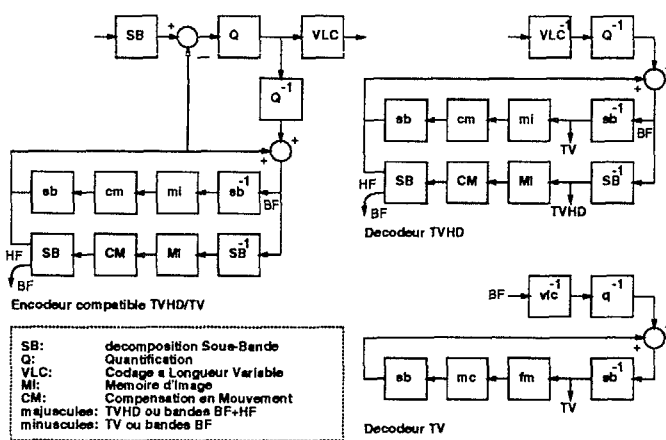 SB
+
−
Q
VLC
Q-1
+
+
sb
cm
mi
sb-1
BF
HF
SB
CM
MI
SB-1
BF
Encodeur compatible TVHD/TV
SB: decomposition Sous-Bande
Q: Quantification
VLC: Codage a Longueur Variable
MI: Memoire d'Image
CM: Compensation en Mouvement
majuscules: TVHD ou bandes BF+HF
minuscules: TV ou bandes BF
VLC-1
Q-1
+
sb
cm
mi
sb-1
BF
TV
HF
SB
CM
MI
SB-1
BF
TVHD
Decodeur TVHD
BF
vlc-1
q-1
+
sb
mc
fm
sb-1
TV
Decodeur TV